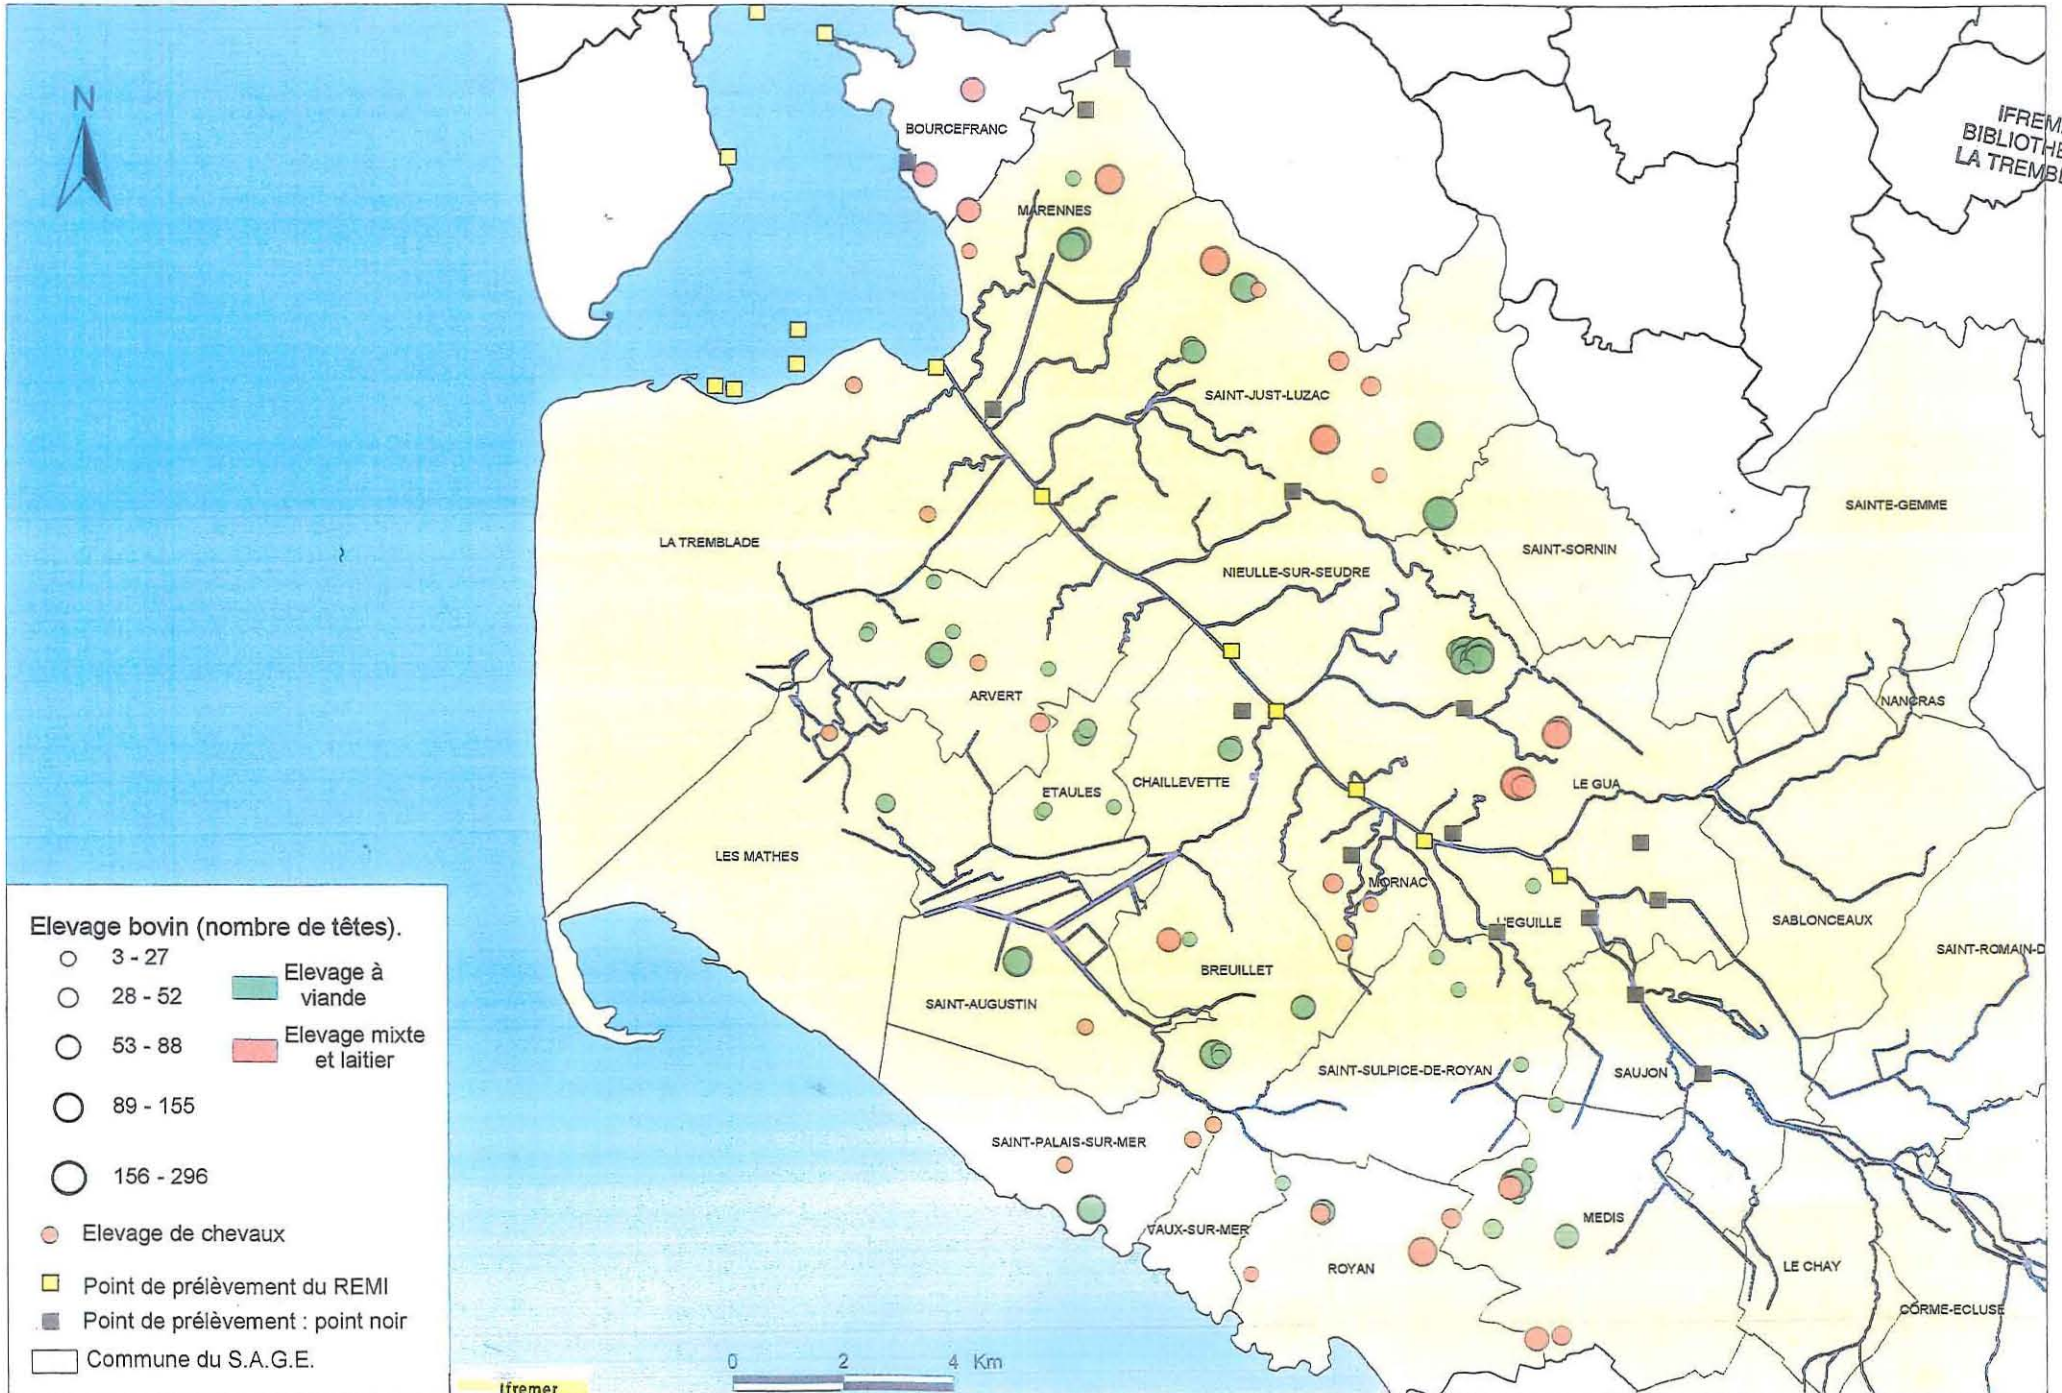 N
BOURCEFRANC
MARENNES
SAINT-JUST-LUZAC
SAINTE-GEMME
LA TREMBLADE
SAINT-SORNIN
NIEULLE-SUR-SEUDRE
ARVERT
NANCRAS
ETAULES
CHAILLEVETTE
LE GUA
LES MATHES
MORNAC
L'EGUILLE
SABLONCEAUX
SAINT-ROMAIN-D
BREUILLET
SAINT-AUGUSTIN
SAINT-SULPICE-DE-ROYAN
SAUJON
SAINT-PALAIS-SUR-MER
VAUX-SUR-MER
MEDIS
ROYAN
LE CHAY
CORME-ECLUSE
IFREM
BIBLIOTHE
LA TREMBL
Elevage bovin (nombre de têtes).
3 - 27
28 - 52
53 - 88
89 - 155
156 - 296
Elevage à
viande
Elevage mixte
et laitier
Elevage de chevaux
Point de prélèvement du REMI
Point de prélèvement : point noir
Commune du S.A.G.E.
Ifremer
0 2 4 Km